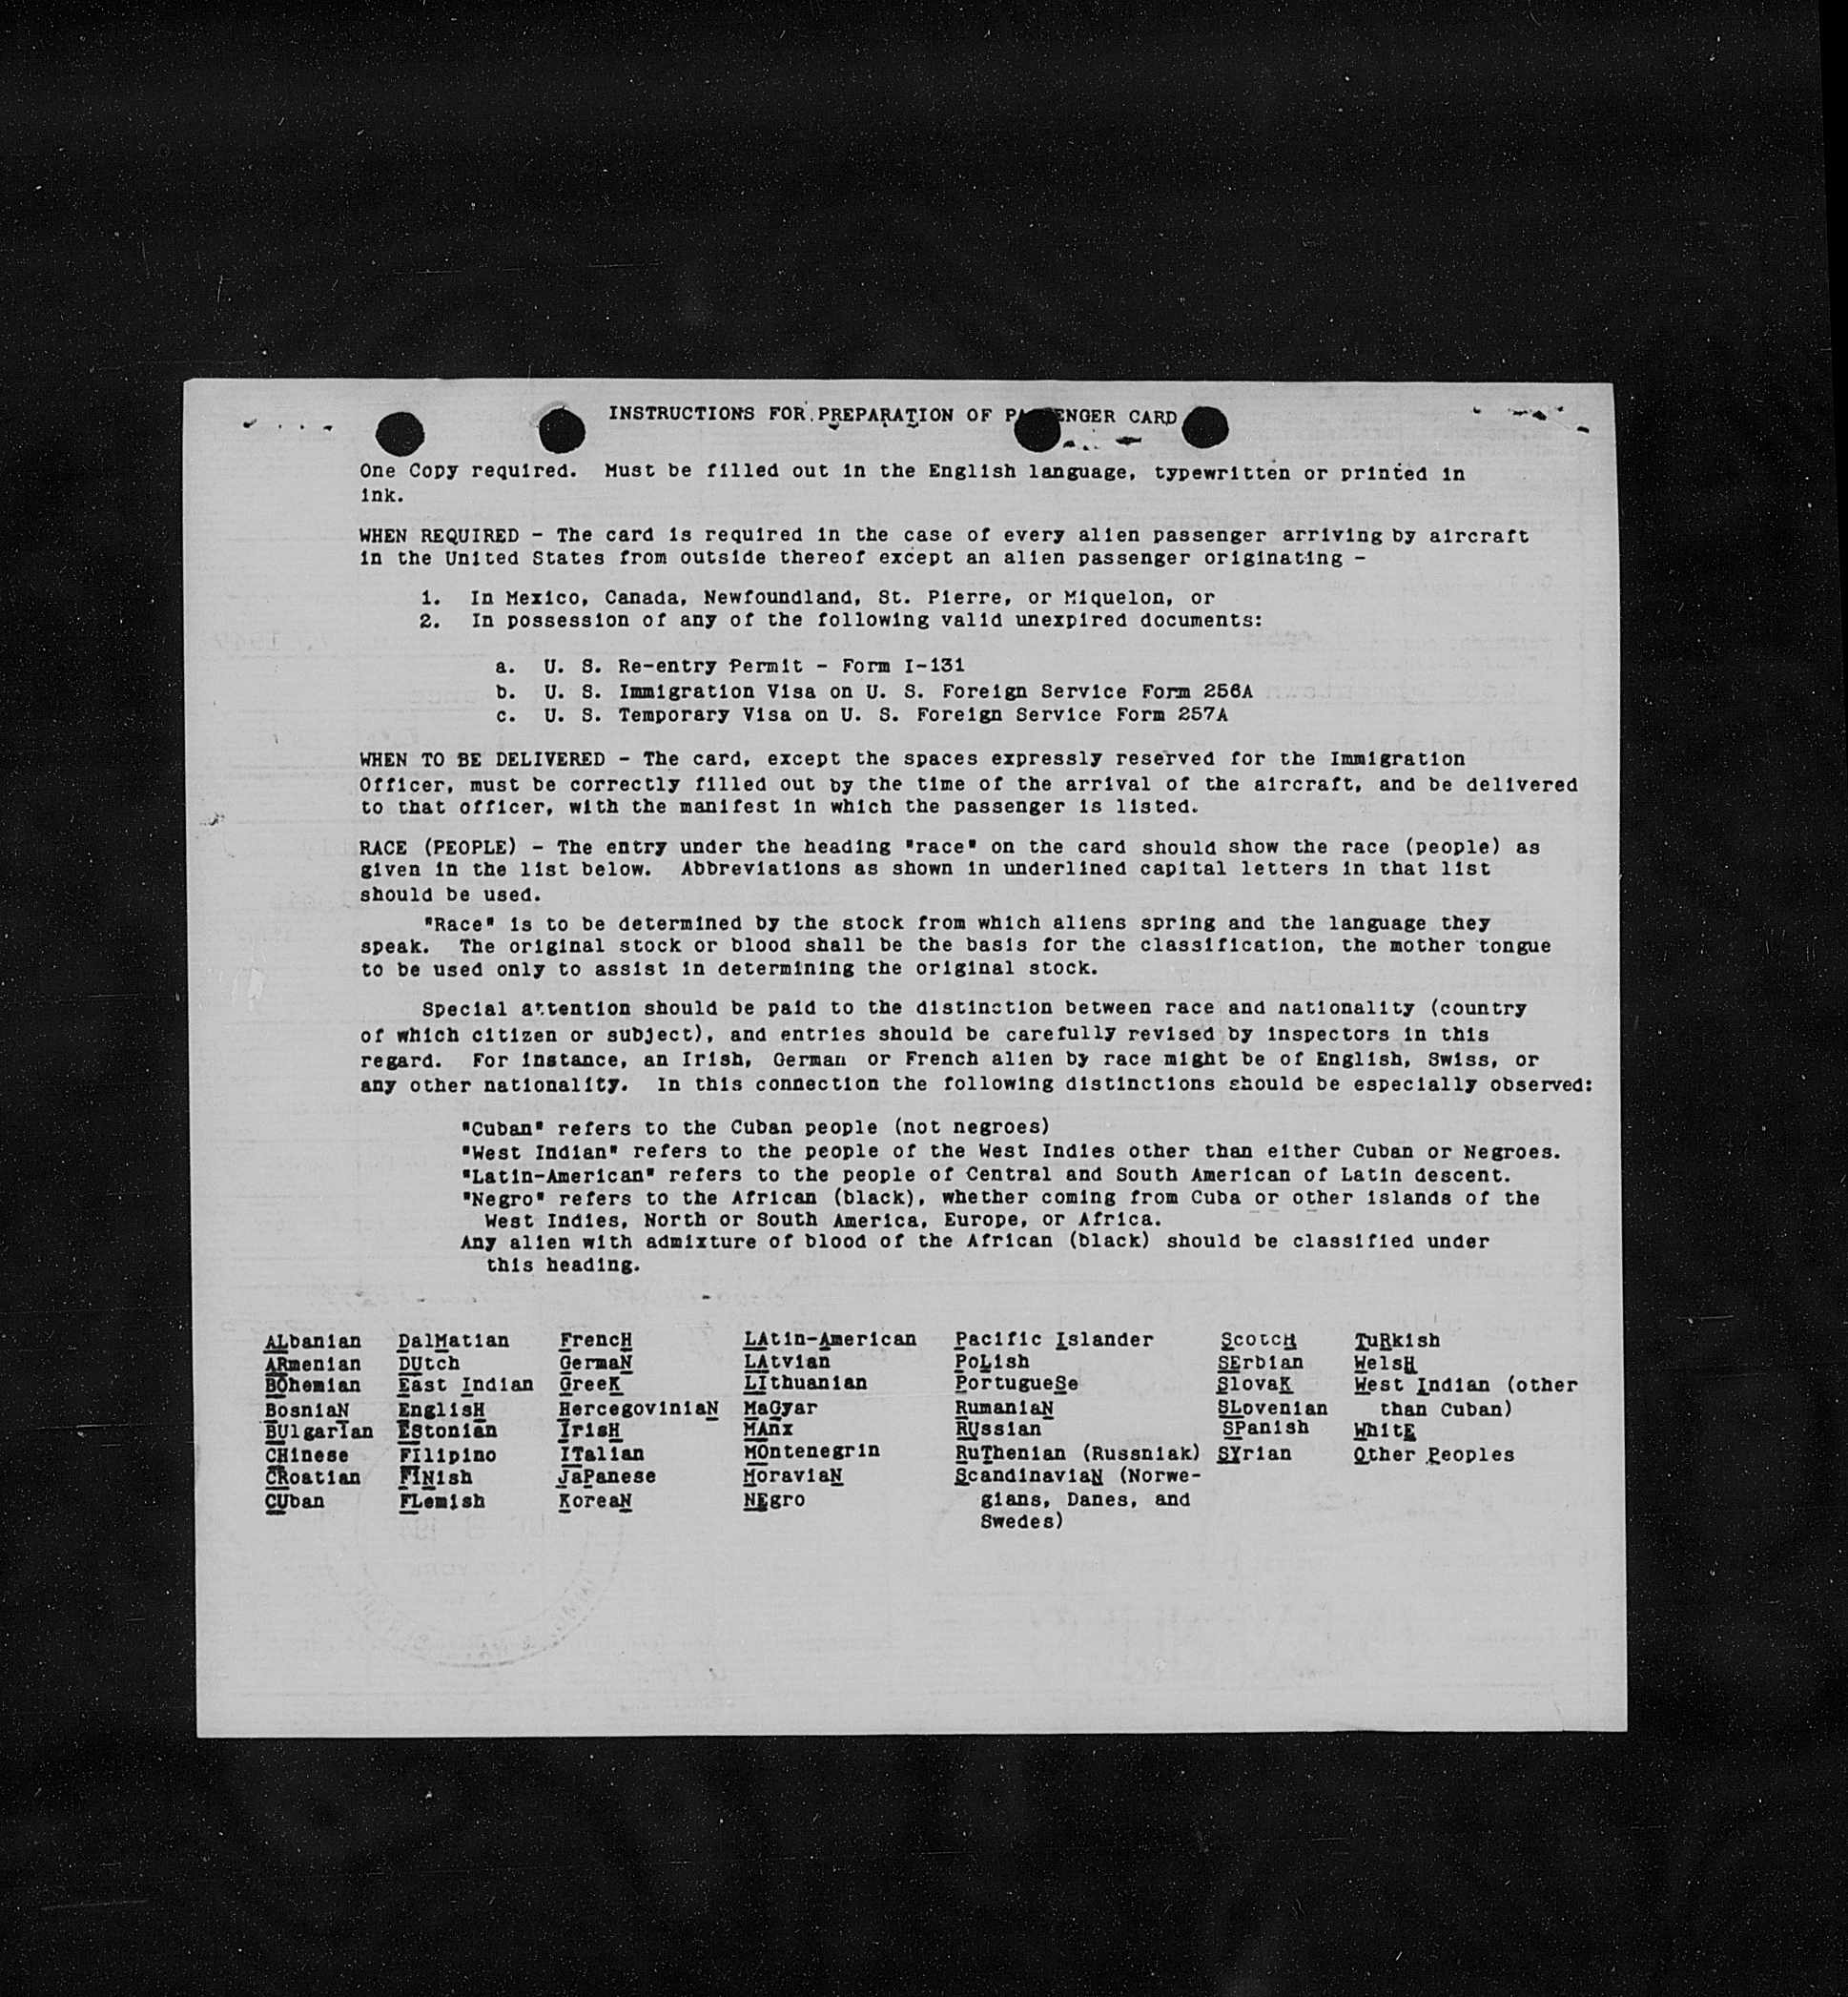 INSTRUCTIONS FOR PREPARATION OF PASSENGER CARD
One Copy required. Must be filled out in the English language, typewritten or printed in
ink.
WHEN REQUIRED - The card is required in the case of every alien passenger arriving by aircraft
in the United States from outside thereof except an alien passenger originating -
1. In Mexico, Canada, Newfoundland, St. Pierre, or Miquelon, or
2. In possession of any of the following valid unexpired documents:
a. U. S. Re-entry Permit - Form I-131
b. U. S. Immigration Visa on U. S. Foreign Service Form 256A
c. U. S. Temporary Visa on U. S. Foreign Service Form 257A
WHEN TO BE DELIVERED - The card, except the spaces expressly reserved for the Immigration
Officer, must be correctly filled out by the time of the arrival of the aircraft, and be delivered
to that officer, with the manifest in which the passenger is listed.
RACE (PEOPLE) - The entry under the heading "race" on the card should show the race (people) as
given in the list below. Abbreviations as shown in underlined capital letters in that list
should be used.
"Race" is to be determined by the stock from which aliens spring and the language they
speak. The original stock or blood shall be the basis for the classification, the mother tongue
to be used only to assist in determining the original stock.
Special attention should be paid to the distinction between race and nationality (country
of which citizen or subject), and entries should be carefully revised by inspectors in this
regard. For instance, an Irish, German or French alien by race might be of English, Swiss, or
any other nationality. In this connection the following distinctions should be especially observed:
"Cuban" refers to the Cuban people (not negroes)
"West Indian" refers to the people of the West Indies other than either Cuban or Negroes.
"Latin-American" refers to the people of Central and South American of Latin descent.
"Negro" refers to the African (black), whether coming from Cuba or other islands of the
West Indies, North or South America, Europe, or Africa.
Any alien with admixture of blood of the African (black) should be classified under
this heading.
ALbanian DalMatian FrencH LAtin-American Pacific Islander ScotcH TuRkish
ARmenian DUtch GermaN LAtvian PoLish SErbian WelsH
BOhemian East Indian GreeK LIthuanian PortugueSe SlovaK West Indian (other
BosniaN EnglisH HercegoviniaN MaGyar RumaniaN SLovenian than Cuban)
BUlgarIan EStonian IrisH MAnx RUssian SPanish WhitE
CHinese FIlipino ITalian MOntenegrin RuThenian (Russniak) SYrian Other Peoples
CRoatian FINish JaPanese MoraviaN ScandinaviaN (Norwe-
CUban FLemish KoreaN NEgro gians, Danes, and
Swedes)